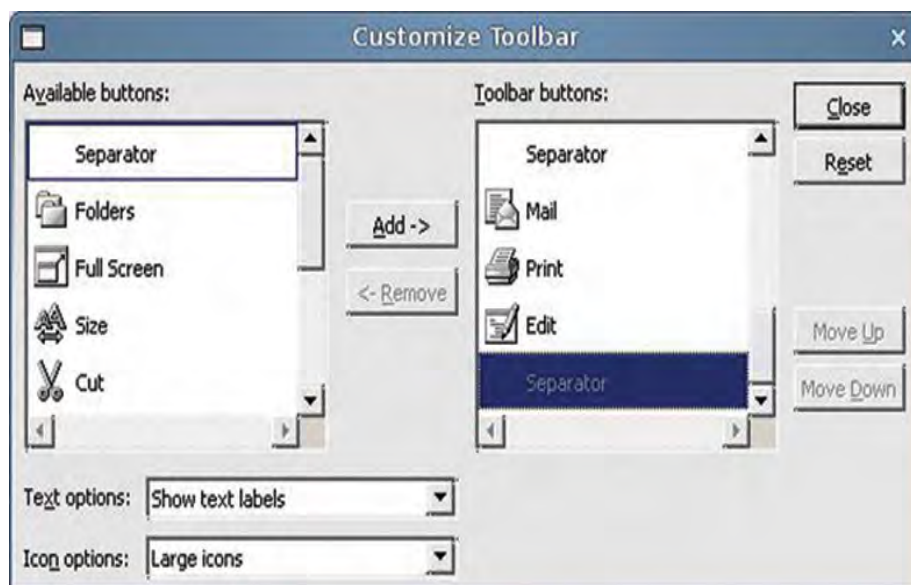 Customize Toolbar
Available buttons:
Separator
Folders
Full Screen
Size
Cut
Add ->
<- Remove
Toolbar buttons:
Separator
Mail
Print
Edit
Separator
Close
Reset
Move Up
Move Down
Text options: Show text labels
Icon options: Large icons